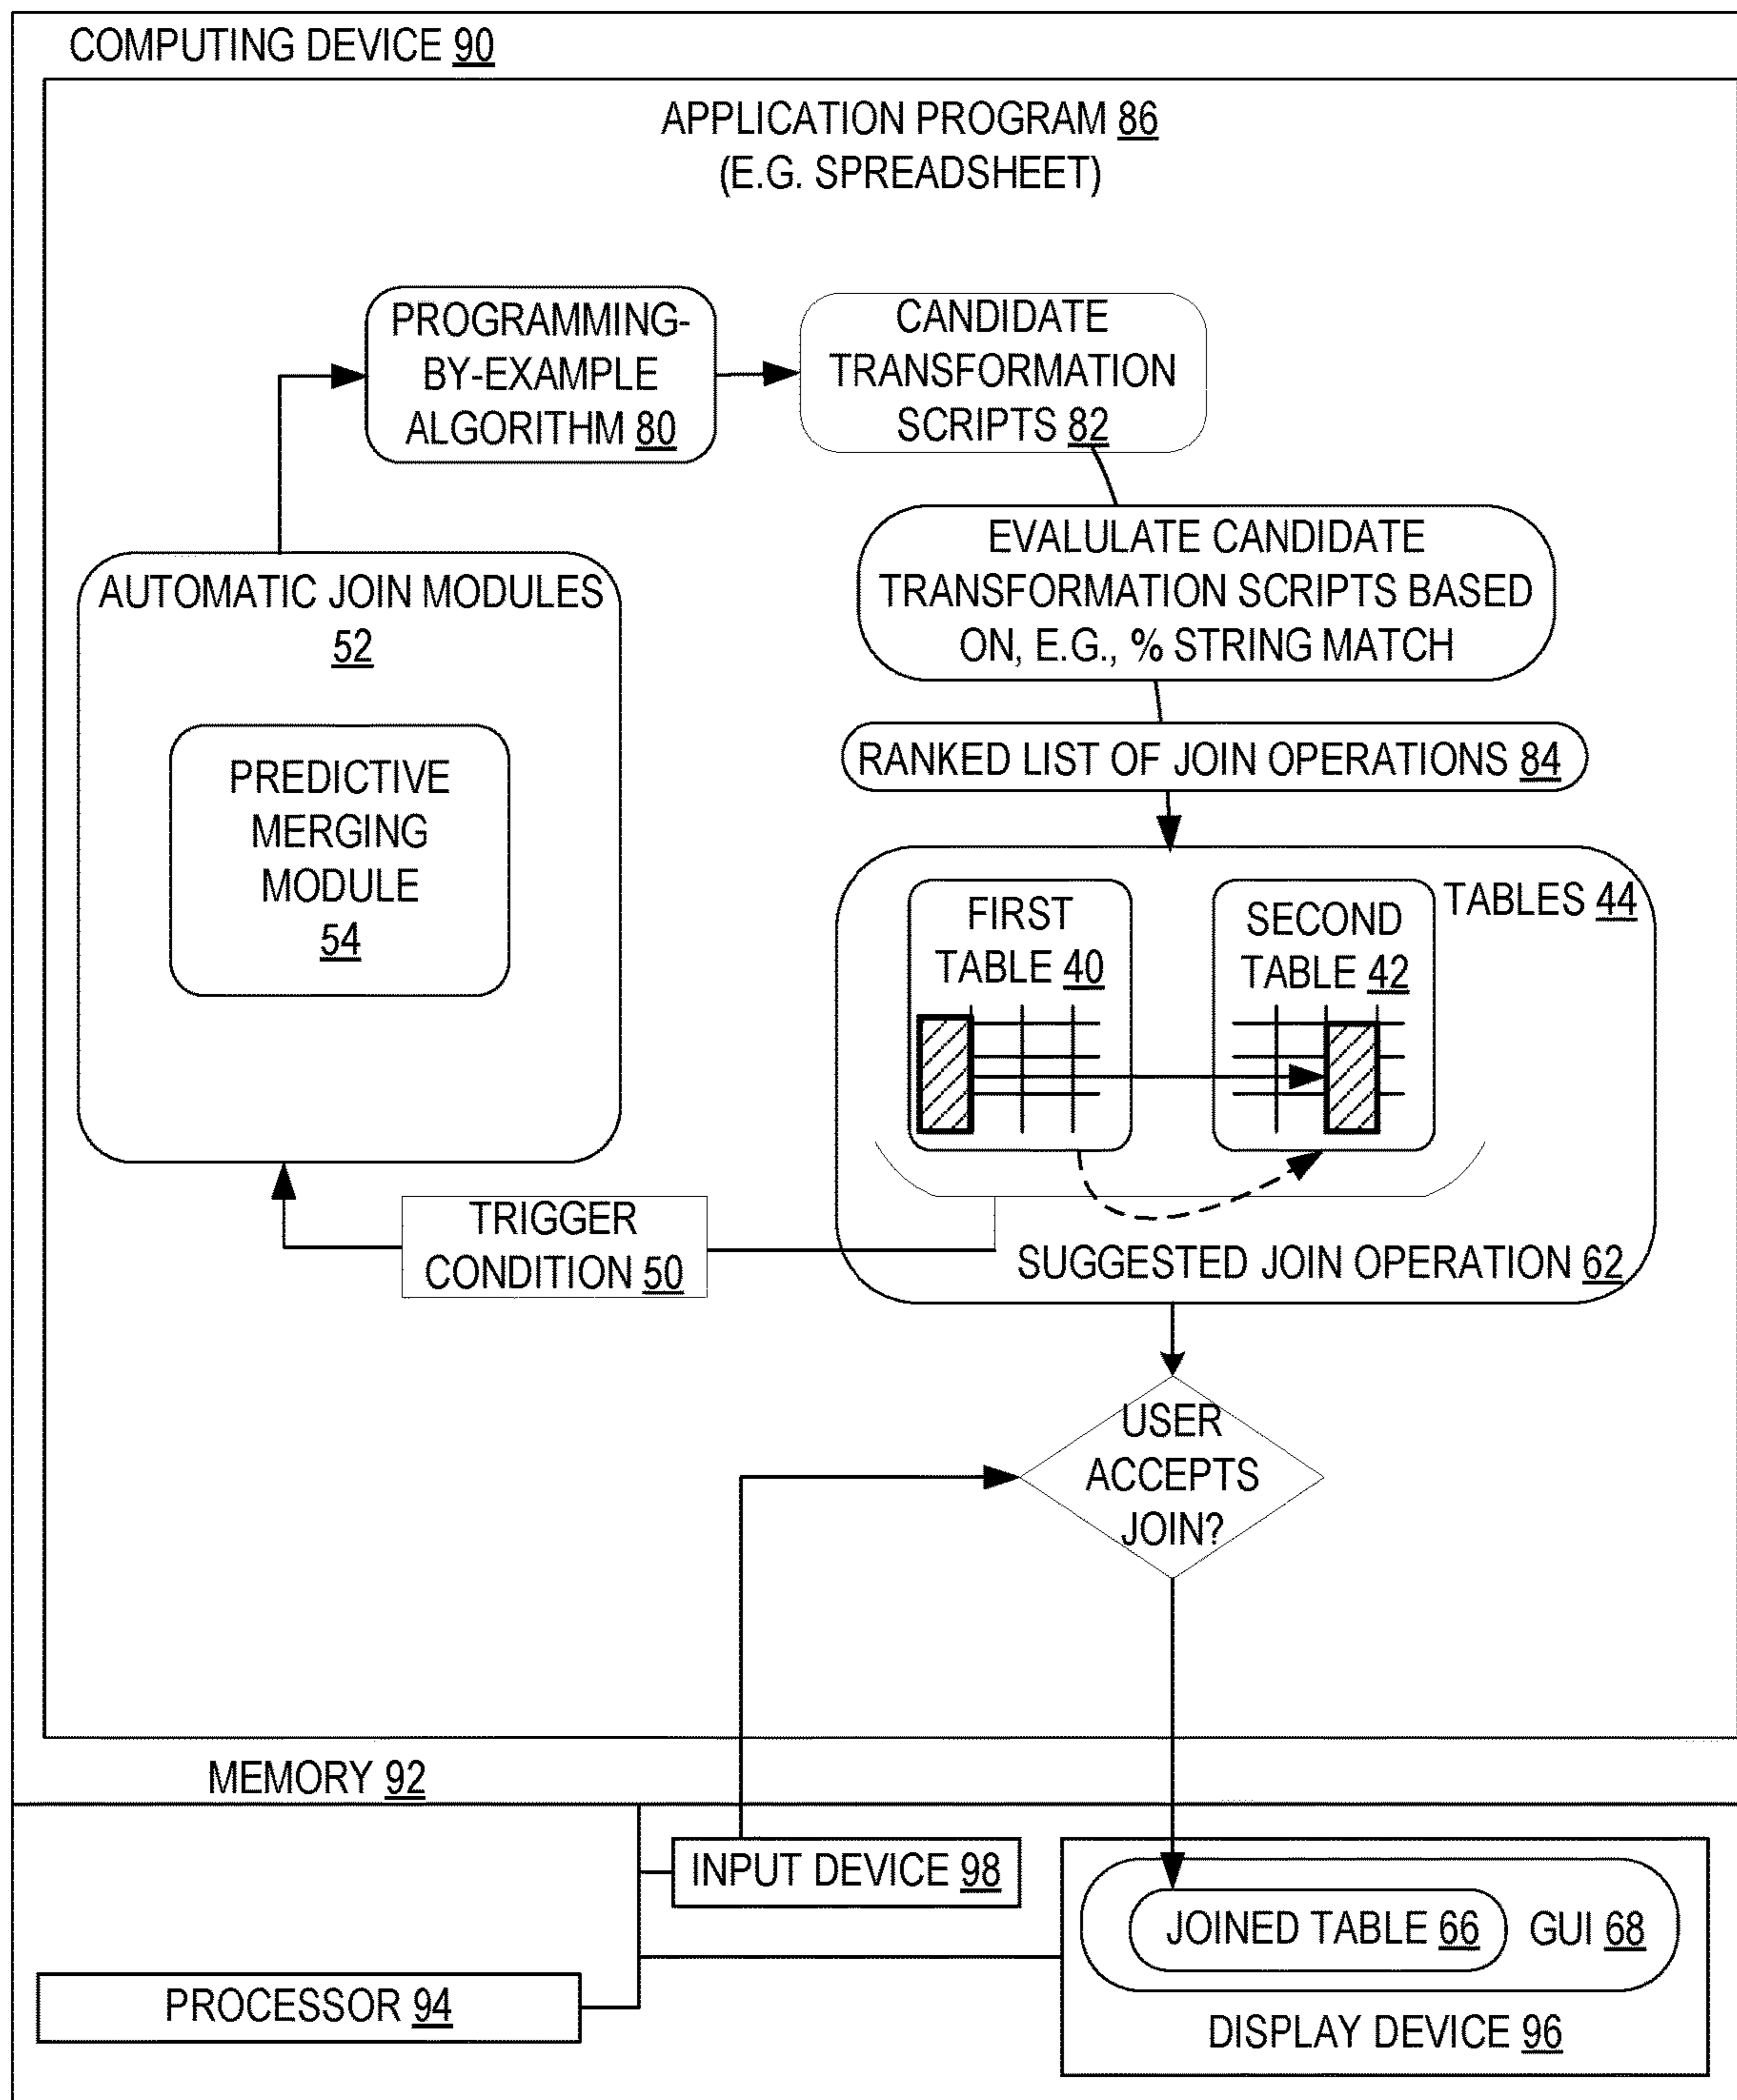 COMPUTING DEVICE 90
APPLICATION PROGRAM 86
(E.G. SPREADSHEET)
PROGRAMMING-
BY-EXAMPLE
ALGORITHM 80
CANDIDATE
TRANSFORMATION
SCRIPTS 82
EVALULATE CANDIDATE
TRANSFORMATION SCRIPTS BASED
ON, E.G., % STRING MATCH
AUTOMATIC JOIN MODULES
52
PREDICTIVE
MERGING
MODULE
54
RANKED LIST OF JOIN OPERATIONS 84
TABLES 44
FIRST
TABLE 40
SECOND
TABLE 42
TRIGGER
CONDITION 50
SUGGESTED JOIN OPERATION 62
USER
ACCEPTS
JOIN?
MEMORY 92
INPUT DEVICE 98
JOINED TABLE 66
GUI 68
PROCESSOR 94
DISPLAY DEVICE 96